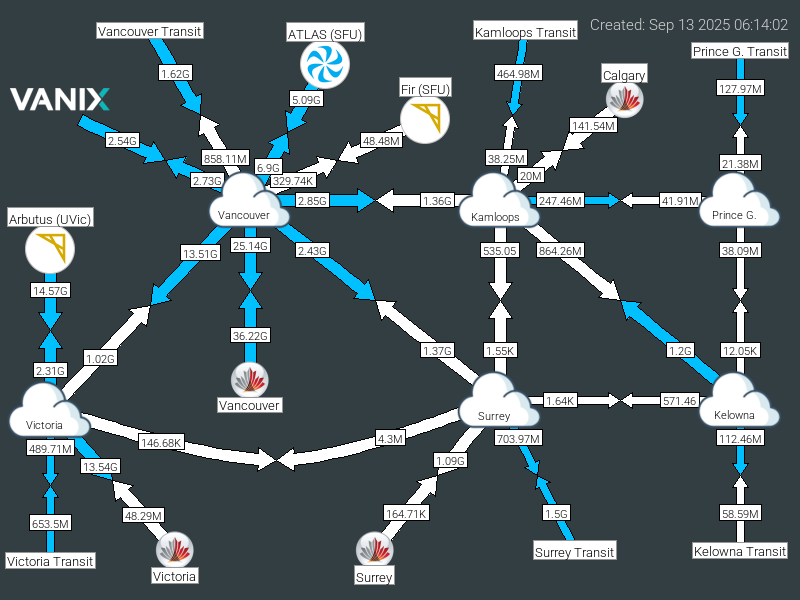 Created: Sep 13 2025 06:14:02
Vancouver Transit
ATLAS (SFU)
Kamloops Transit
Prince G. Transit
1.62G
464.98M
Calgary
127.97M
VANIX
5.09G
Fir (SFU)
141.54M
2.54G
48.48M
858.11M
38.25M
21.38M
6.9G
2.73G
329.74K
20M
2.85G
1.36G
247.46M
41.91M
Vancouver
Kamloops
Prince G.
Arbutus (UVic)
13.51G
25.14G
2.43G
535.05
864.26M
38.09M
14.57G
36.22G
1.02G
1.37G
1.55K
1.2G
12.05K
2.31G
Vancouver
1.64K
571.46
Victoria
Surrey
Kelowna
489.71M
146.68K
4.3M
703.97M
112.46M
13.54G
1.09G
653.5M
48.29M
164.71K
1.5G
58.59M
Victoria Transit
Victoria
Surrey
Surrey Transit
Kelowna Transit